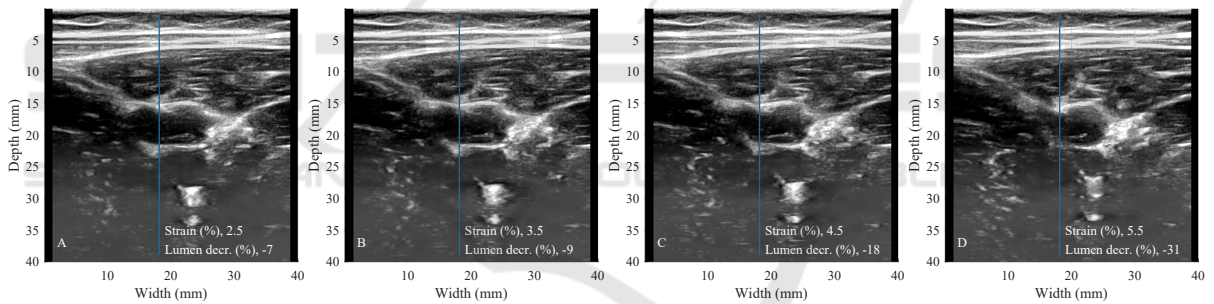 Depth (mm)
5
10
15
20
25
30
35
40
10
20
30
40
Width (mm)
A
Strain (%), 2.5
Lumen decr. (%), -7
Depth (mm)
5
10
15
20
25
30
35
40
10
20
30
40
Width (mm)
B
Strain (%), 3.5
Lumen decr. (%), -9
Depth (mm)
5
10
15
20
25
30
35
40
10
20
30
40
Width (mm)
C
Strain (%), 4.5
Lumen decr. (%), -18
Depth (mm)
5
10
15
20
25
30
35
40
10
20
30
40
Width (mm)
D
Strain (%), 5.5
Lumen decr. (%), -31